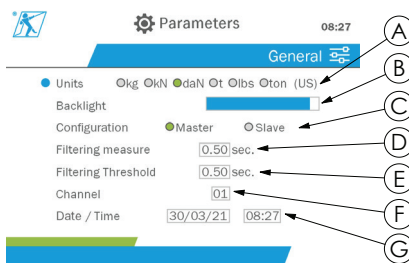 Parameters 08:27
General
Units kg kN daN t lbs ton (US) A
Backlight B
Configuration Master Slave C
Filtering measure 0.50 sec. D
Filtering Threshold 0.50 sec. E
Channel 01 F
Date / Time 30/03/21 08:27 G